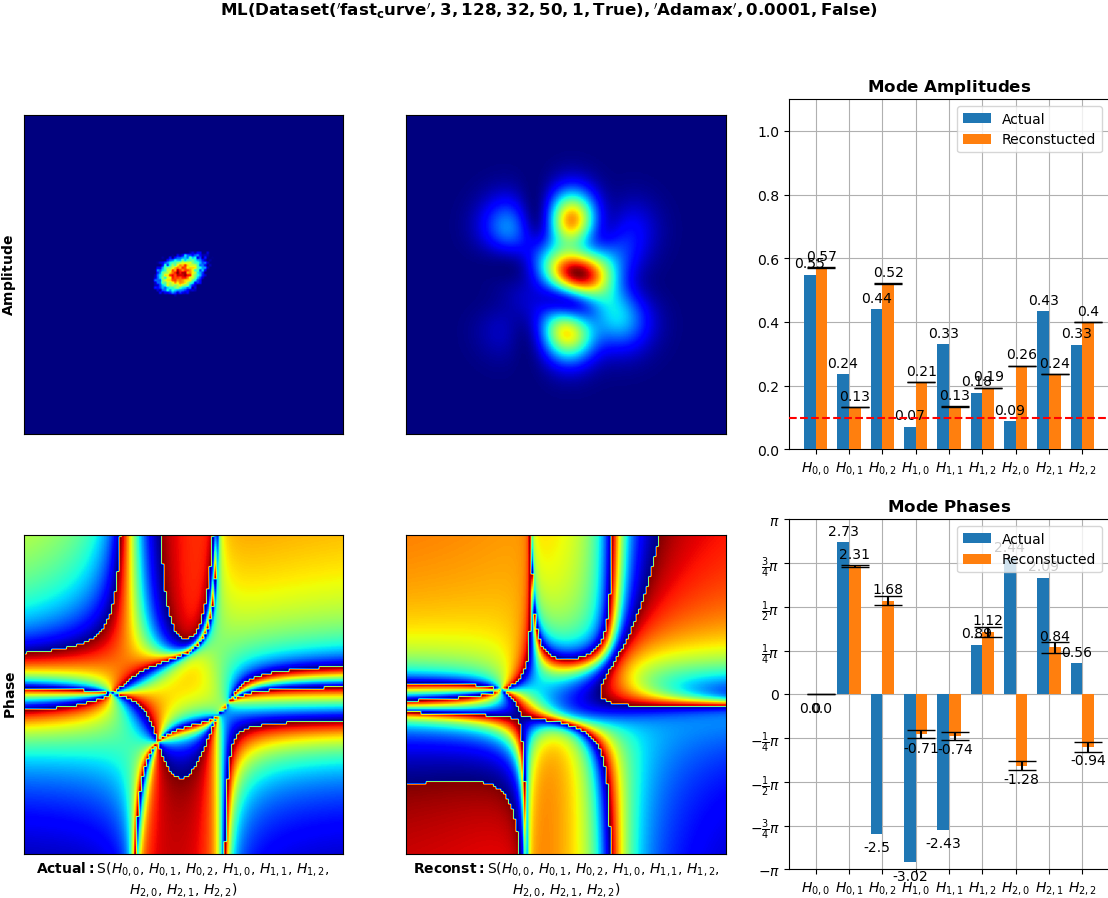 ML(Dataset('fast_curve', 3, 128, 32, 50, 1, True), 'Adamax', 0.0001, False)
Amplitude
Mode Amplitudes
Actual
Reconstucted
1.0
0.8
0.6
0.4
0.2
0.0
0.55
0.57
0.24
0.13
0.44
0.52
0.07
0.21
0.33
0.13
0.18
0.19
0.09
0.26
0.43
0.24
0.33
0.4
H0,0 H0,1 H0,2 H1,0 H1,1 H1,2 H2,0 H2,1 H2,2
Phase
Actual: S(H0,0, H0,1, H0,2, H1,0, H1,1, H1,2,
H2,0, H2,1, H2,2)
Reconst: S(H0,0, H0,1, H0,2, H1,0, H1,1, H1,2,
H2,0, H2,1, H2,2)
Mode Phases
Actual
Reconstucted
π
3/4π
1/2π
1/4π
0
−1/4π
−1/2π
−3/4π
−π
0.0
0.0
2.73
2.31
-2.5
1.68
-3.02
-0.71
-2.43
-0.74
0.89
1.12
2.44
-1.28
2.09
0.84
0.56
-0.94
H0,0 H0,1 H0,2 H1,0 H1,1 H1,2 H2,0 H2,1 H2,2